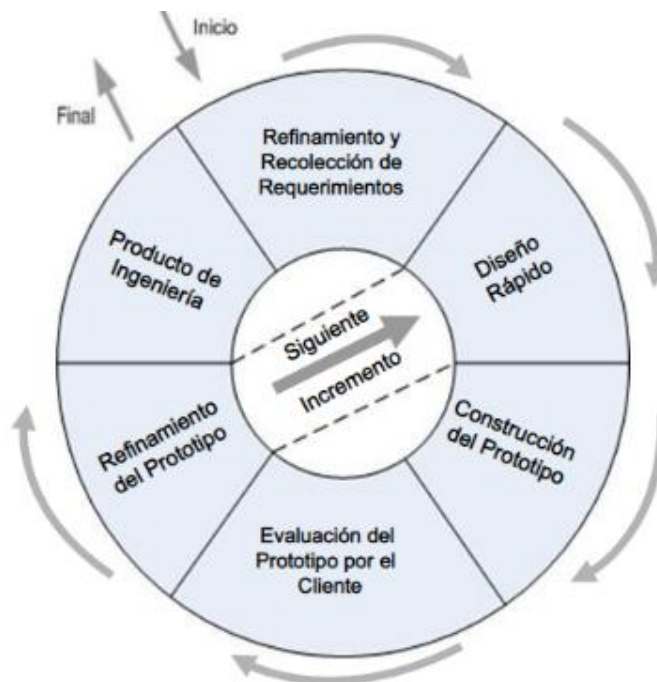 Inicio
Final
Refinamiento y
Recolección de
Requerimientos
Diseño
Rápido
Construcción
del Prototipo
Evaluación del
Prototipo por el
Cliente
Refinamiento
del Prototipo
Producto de
Ingeniería
Siguiente
Incremento